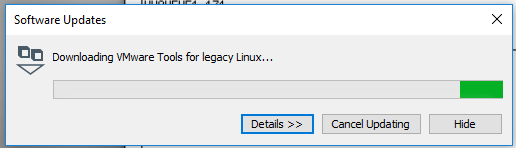 Software Updates
Downloading VMware Tools for legacy Linux...
Details >>
Cancel Updating
Hide